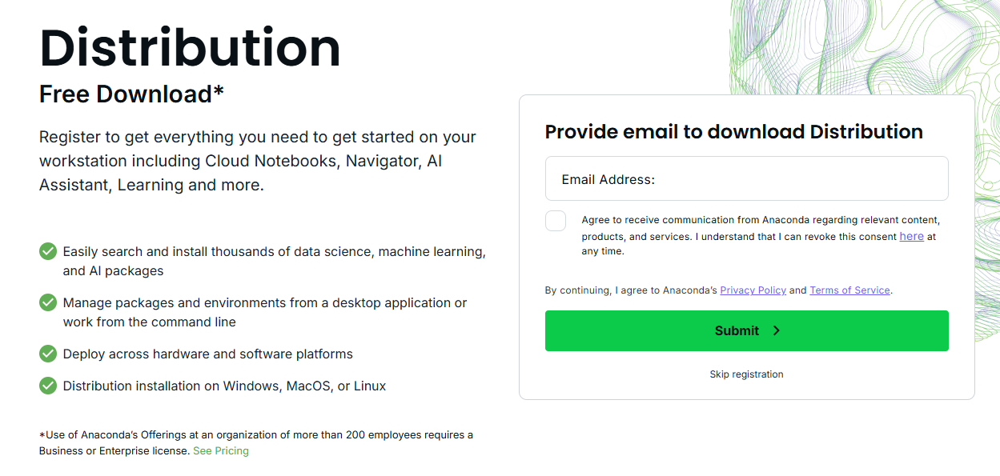 Distribution
Free Download*
Register to get everything you need to get started on your
workstation including Cloud Notebooks, Navigator, AI
Assistant, Learning and more.
Easily search and install thousands of data science, machine learning,
and AI packages
Manage packages and environments from a desktop application or
work from the command line
Deploy across hardware and software platforms
Distribution installation on Windows, MacOS, or Linux
*Use of Anaconda’s Offerings at an organization of more than 200 employees requires a
Business or Enterprise license. See Pricing
Provide email to download Distribution
Email Address:
Agree to receive communication from Anaconda regarding relevant content,
products, and services. I understand that I can revoke this consent here at
any time.
By continuing, I agree to Anaconda’s Privacy Policy and Terms of Service.
Submit
Skip registration